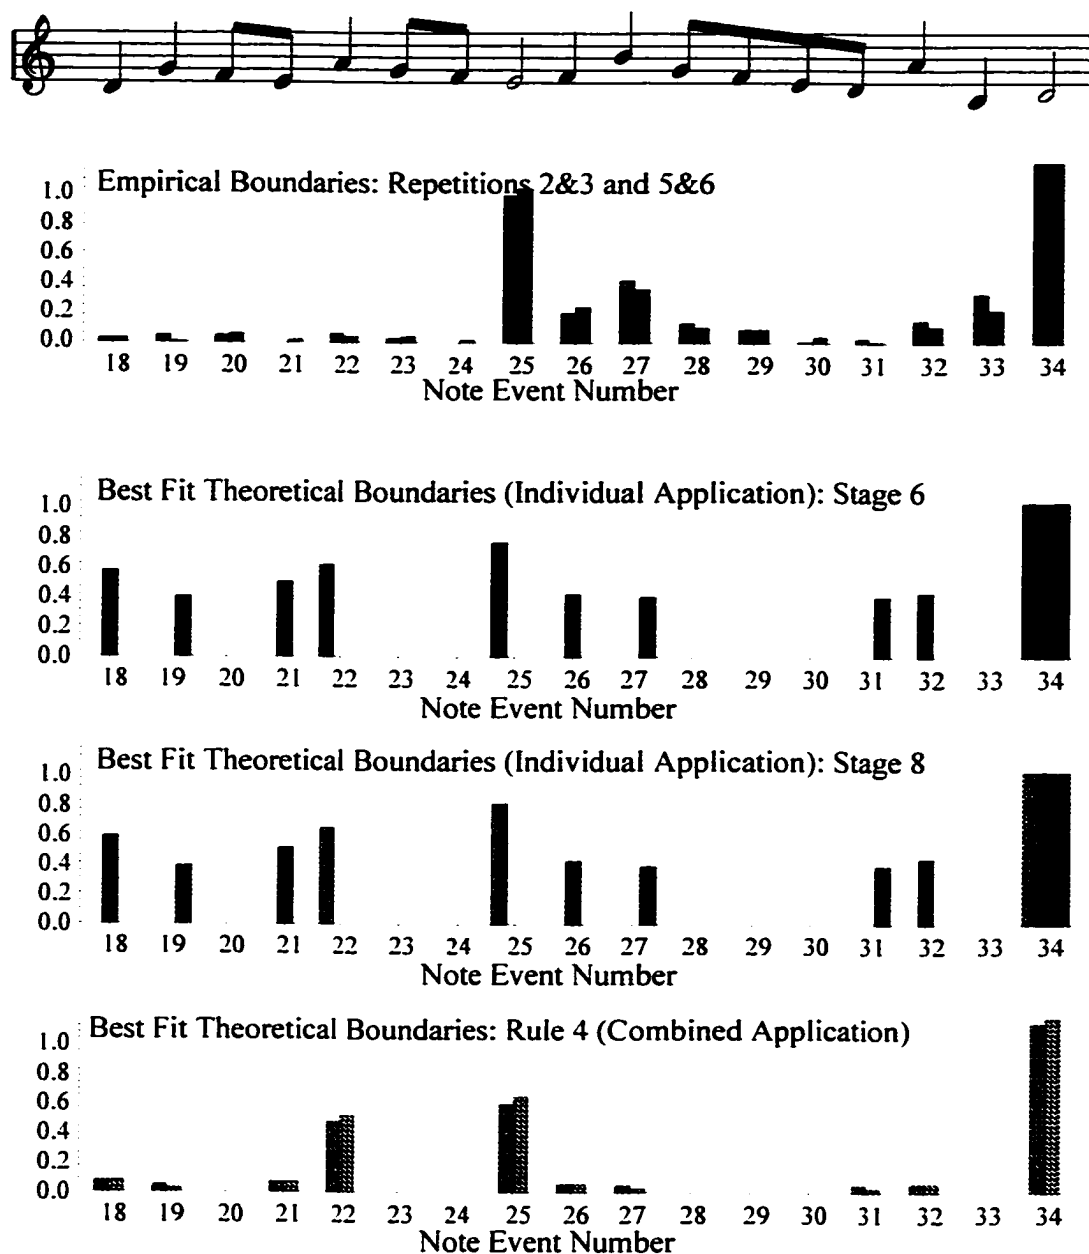 Empirical Boundaries: Repetitions 2&3 and 5&6
1.0
0.8
0.6
0.4
0.2
0.0
18 19 20 21 22 23 24 25 26 27 28 29 30 31 32 33 34
Note Event Number
Best Fit Theoretical Boundaries (Individual Application): Stage 6
1.0
0.8
0.6
0.4
0.2
0.0
18 19 20 21 22 23 24 25 26 27 28 29 30 31 32 33 34
Note Event Number
Best Fit Theoretical Boundaries (Individual Application): Stage 8
1.0
0.8
0.6
0.4
0.2
0.0
18 19 20 21 22 23 24 25 26 27 28 29 30 31 32 33 34
Note Event Number
Best Fit Theoretical Boundaries: Rule 4 (Combined Application)
1.0
0.8
0.6
0.4
0.2
0.0
18 19 20 21 22 23 24 25 26 27 28 29 30 31 32 33 34
Note Event Number